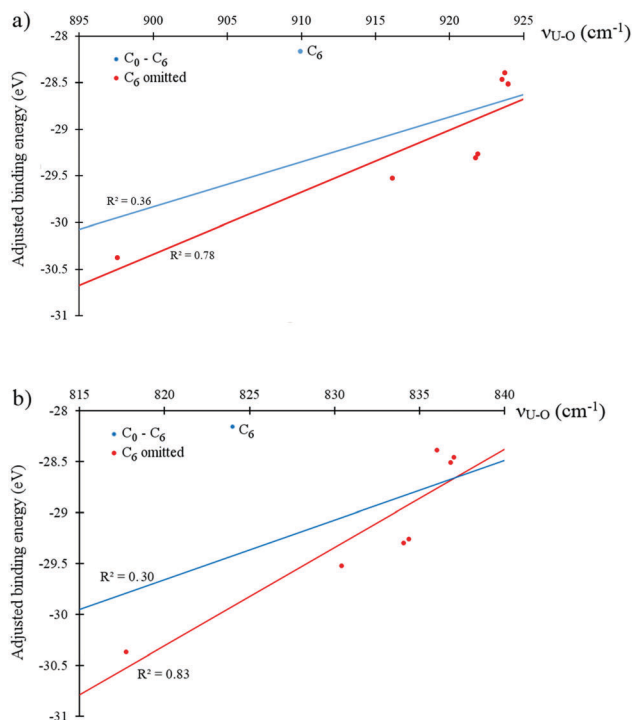 a)
895 900 905 910 915 920 925
ν_U-O (cm⁻¹)
-28
-28.5
-29
-29.5
-30
-30.5
-31
Adjusted binding energy (eV)
C₀ - C₆
C₆ omitted
C₆
R² = 0.36
R² = 0.78
b)
815 820 825 830 835 840
ν_U-O (cm⁻¹)
-28
-28.5
-29
-29.5
-30
-30.5
-31
Adjusted binding energy (eV)
C₀ - C₆
C₆ omitted
C₆
R² = 0.30
R² = 0.83